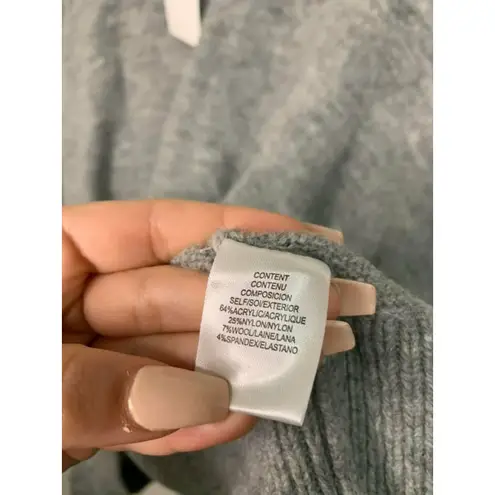 CONTENT
CONTENU
COMPOSICION
SELF/SOI/EXTERIOR
64%ACRYLIC/ACRYLIQUE
25%NYLON/NYLON
7%WOOL/LAINE/LANA
4%SPANDEX/ELASTANO